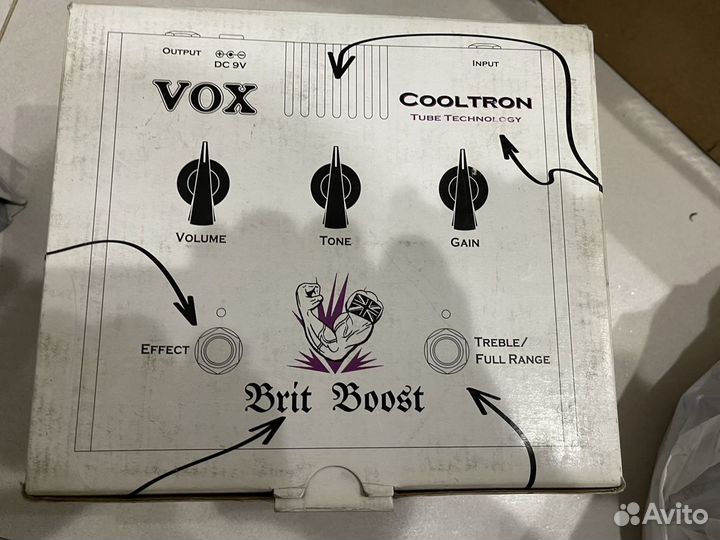 OUTPUT
DC 9V
INPUT
VOX
COOLTRON
TUBE TECHNOLOGY
VOLUME
TONE
GAIN
EFFECT
TREBLE/
FULL RANGE
Brit Boost
Avito